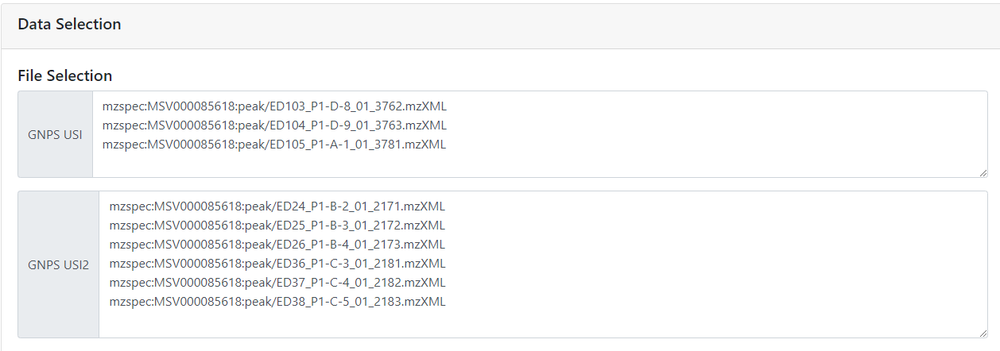 Data Selection
File Selection
GNPS USI
mzspec:MSV000085618:peak/ED103_P1-D-8_01_3762.mzXML
mzspec:MSV000085618:peak/ED104_P1-D-9_01_3763.mzXML
mzspec:MSV000085618:peak/ED105_P1-A-1_01_3781.mzXML
GNPS USI2
mzspec:MSV000085618:peak/ED24_P1-B-2_01_2171.mzXML
mzspec:MSV000085618:peak/ED25_P1-B-3_01_2172.mzXML
mzspec:MSV000085618:peak/ED26_P1-B-4_01_2173.mzXML
mzspec:MSV000085618:peak/ED36_P1-C-3_01_2181.mzXML
mzspec:MSV000085618:peak/ED37_P1-C-4_01_2182.mzXML
mzspec:MSV000085618:peak/ED38_P1-C-5_01_2183.mzXML